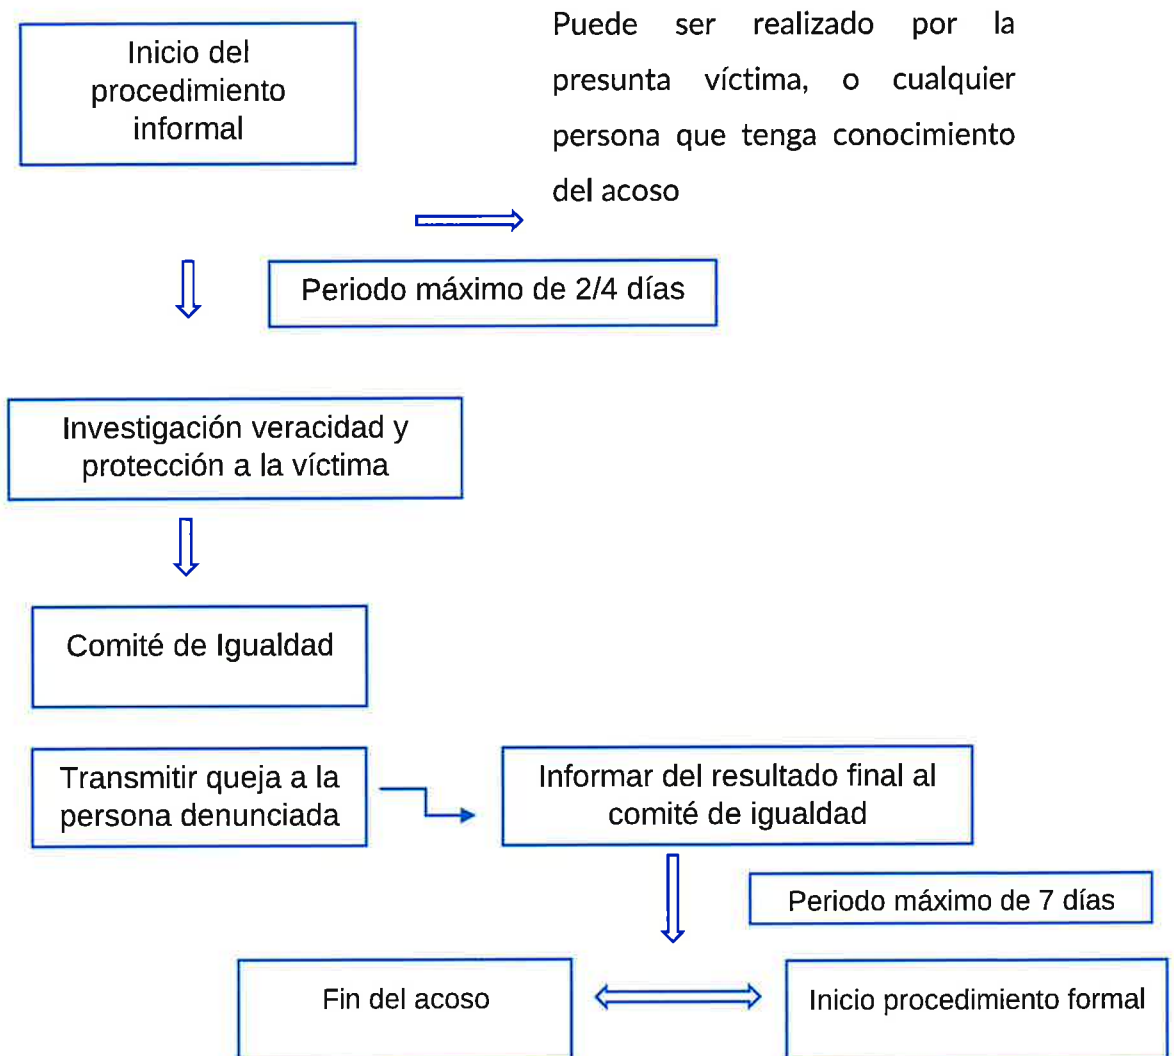 Inicio del
procedimiento
informal
Puede ser realizado por la
presunta víctima, o cualquier
persona que tenga conocimiento
del acoso
Periodo máximo de 2/4 días
Investigación veracidad y
protección a la víctima
Comité de Igualdad
Transmitir queja a la
persona denunciada
Informar del resultado final al
comité de igualdad
Periodo máximo de 7 días
Fin del acoso
Inicio procedimiento formal